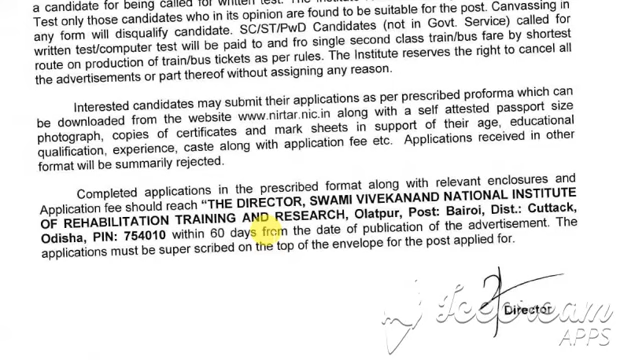 a candidate for being called for written test. The Institute
Test only those candidates who in its opinion are found to be suitable for the post. Canvassing in
any form will disqualify candidate. SC/ST/PwD Candidates (not in Govt. Service) called for
written test/computer test will be paid to and fro single second class train/bus fare by shortest
route on production of train/bus tickets as per rules. The Institute reserves the right to cancel all
the advertisements or part thereof without assigning any reason.
Interested candidates may submit their applications as per prescribed proforma which can
be downloaded from the website www.nirtar.nic.in along with a self attested passport size
photograph, copies of certificates and mark sheets in support of their age, educational
qualification, experience, caste along with application fee etc. Applications received in other
format will be summarily rejected.
Completed applications in the prescribed format along with relevant enclosures and
Application fee should reach "THE DIRECTOR, SWAMI VIVEKANAND NATIONAL INSTITUTE
OF REHABILITATION TRAINING AND RESEARCH, Olatpur, Post: Bairoi, Dist.: Cuttack,
Odisha, PIN: 754010 within 60 days from the date of publication of the advertisement. The
applications must be super scribed on the top of the envelope for the post applied for.
Director
Icecream
APPS